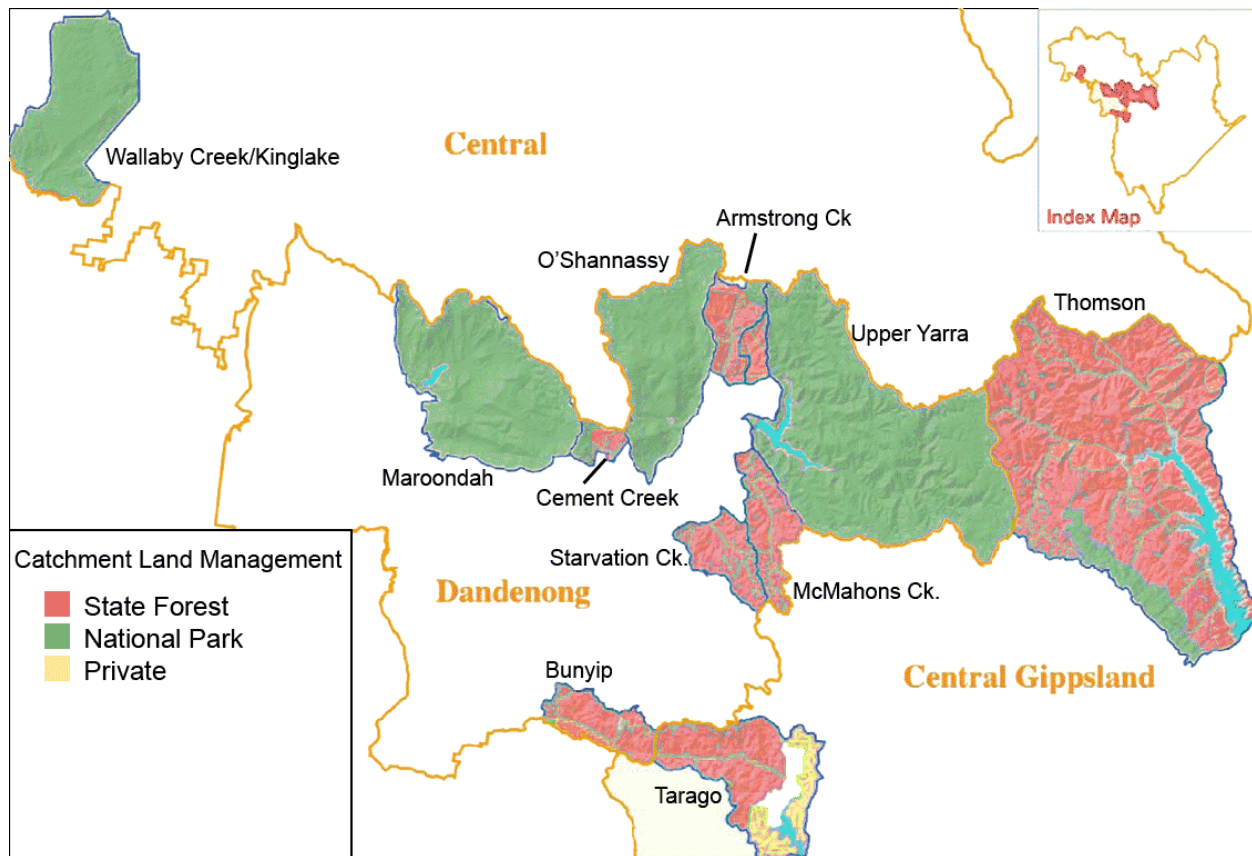 Central
Index Map
Wallaby Creek/Kinglake
Armstrong Ck
O'Shannassy
Thomson
Upper Yarra
Maroondah
Cement Creek
Starvation Ck.
McMahons Ck.
Dandenong
Central Gippsland
Bunyip
Tarago
Catchment Land Management
State Forest
National Park
Private